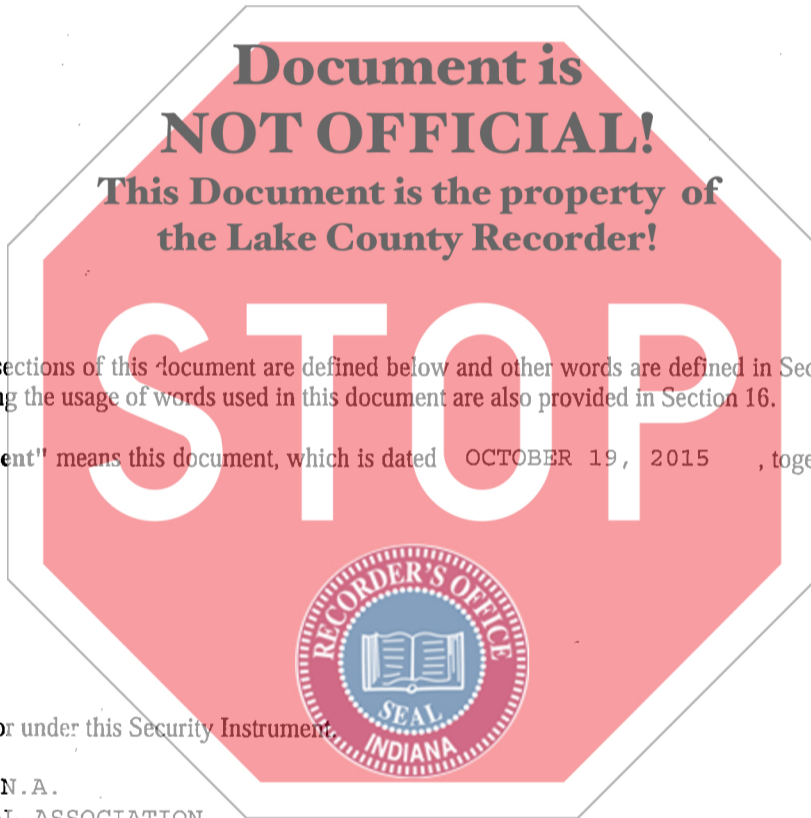 Document is
NOT OFFICIAL!
This Document is the property of
the Lake County Recorder!
STOP
sections of this document are defined below and other words are defined in Sec
g the usage of words used in this document are also provided in Section 16.
ent" means this document, which is dated OCTOBER 19, 2015 , toge
RECORDER'S OFFICE
SEAL
INDIANA
or under this Security Instrument.
N.A.
L ASSOCIATION